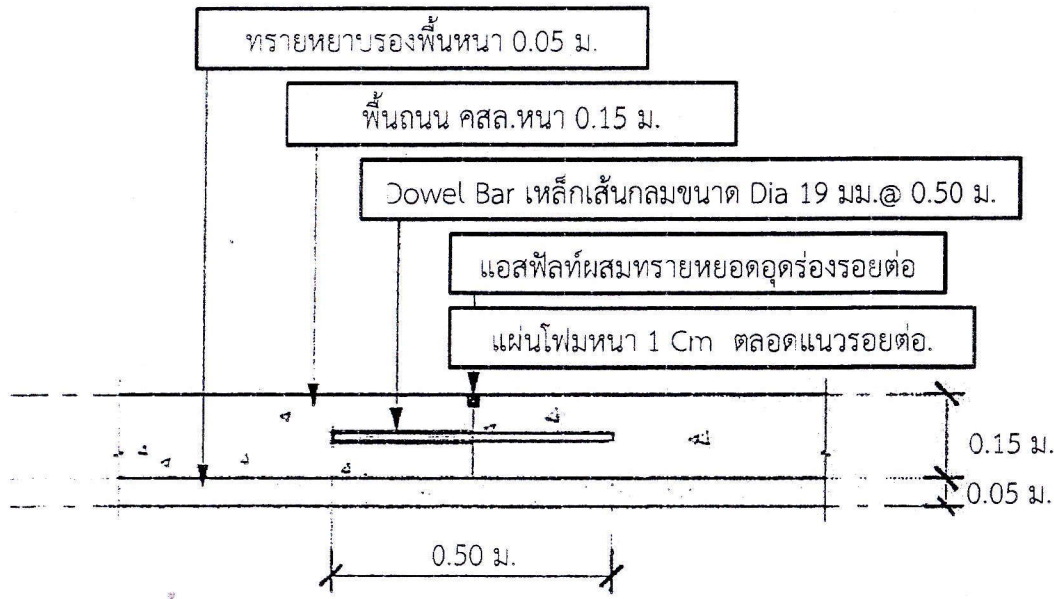 ทรายหยาบรองพื้นหนา 0.05 ม.
พื้นถนน คสล.หนา 0.15 ม.
Dowel Bar เหล็กเส้นกลมขนาด Dia 19 มม.@ 0.50 ม.
แอสฟัลท์ผสมทรายหยอดอุดร่องรอยต่อ
แผ่นโฟมหนา 1 Cm ตลอดแนวรอยต่อ.
0.15 ม.
0.05 ม.
0.50 ม.